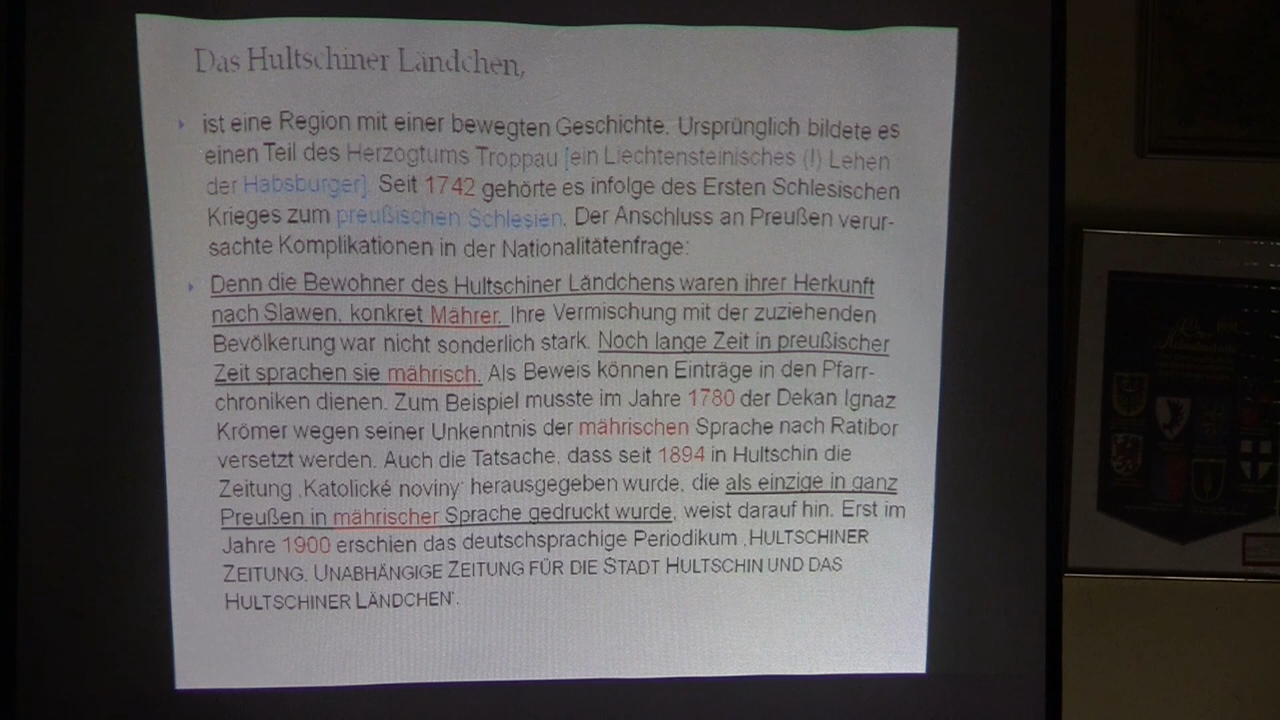 Das Hultschiner Ländchen,
ist eine Region mit einer bewegten Geschichte. Ursprünglich bildete es
einen Teil des Herzogtums Troppau [ein Liechtensteinisches (!) Lehen
der Habsburger]. Seit 1742 gehörte es infolge des Ersten Schlesischen
Krieges zum preußischen Schlesien. Der Anschluss an Preußen verur-
sachte Komplikationen in der Nationalitätenfrage:
Denn die Bewohner des Hultschiner Ländchens waren ihrer Herkunft
nach Slawen, konkret Mährer. Ihre Vermischung mit der zuziehenden
Bevölkerung war nicht sonderlich stark. Noch lange Zeit in preußischer
Zeit sprachen sie mährisch. Als Beweis können Einträge in den Pfarr-
chroniken dienen. Zum Beispiel musste im Jahre 1780 der Dekan Ignaz
Krömer wegen seiner Unkenntnis der mährischen Sprache nach Ratibor
versetzt werden. Auch die Tatsache, dass seit 1894 in Hultschin die
Zeitung ‚Katolické noviny‘ herausgegeben wurde, die als einzige in ganz
Preußen in mährischer Sprache gedruckt wurde, weist darauf hin. Erst im
Jahre 1900 erschien das deutschsprachige Periodikum ‚HULTSCHINER
ZEITUNG. UNABHÄNGIGE ZEITUNG FÜR DIE STADT HULTSCHIN UND DAS
HULTSCHINER LÄNDCHEN‘.